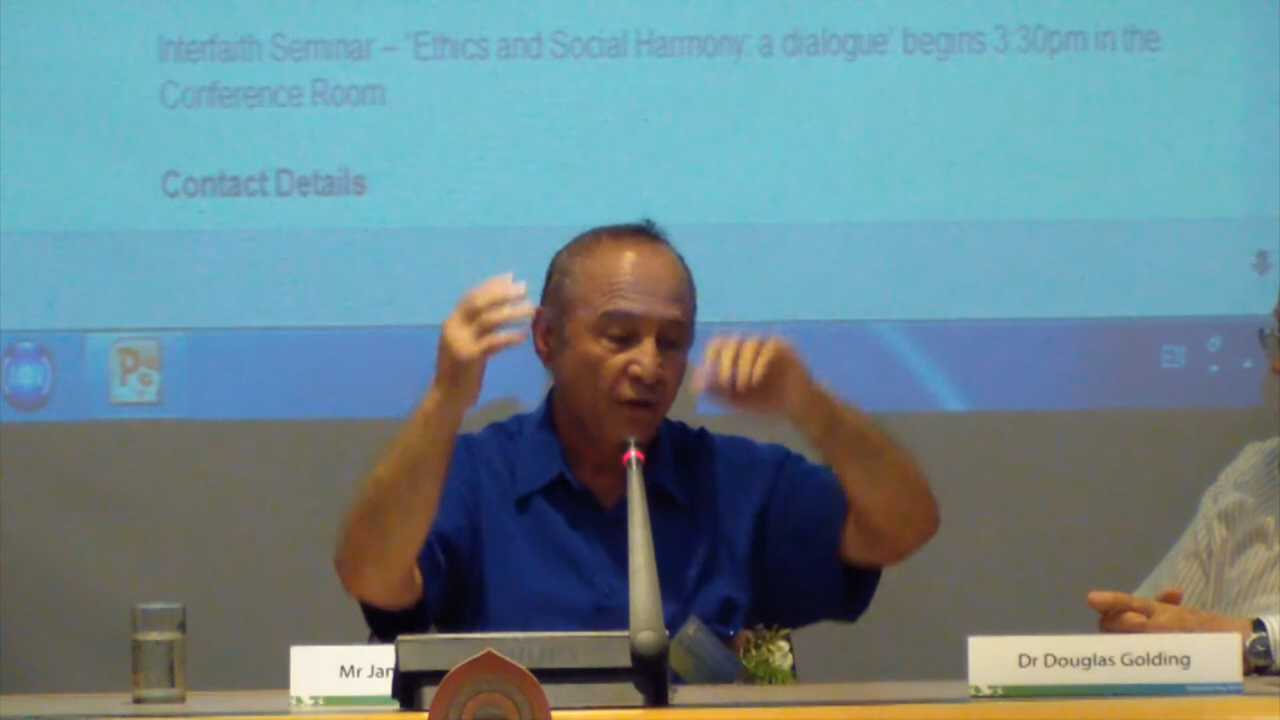 Interfaith Seminar – 'Ethics and Social Harmony: a dialogue' begins 3:30pm in the
Conference Room
Contact Details
EN
Mr Jan
Dr Douglas Golding